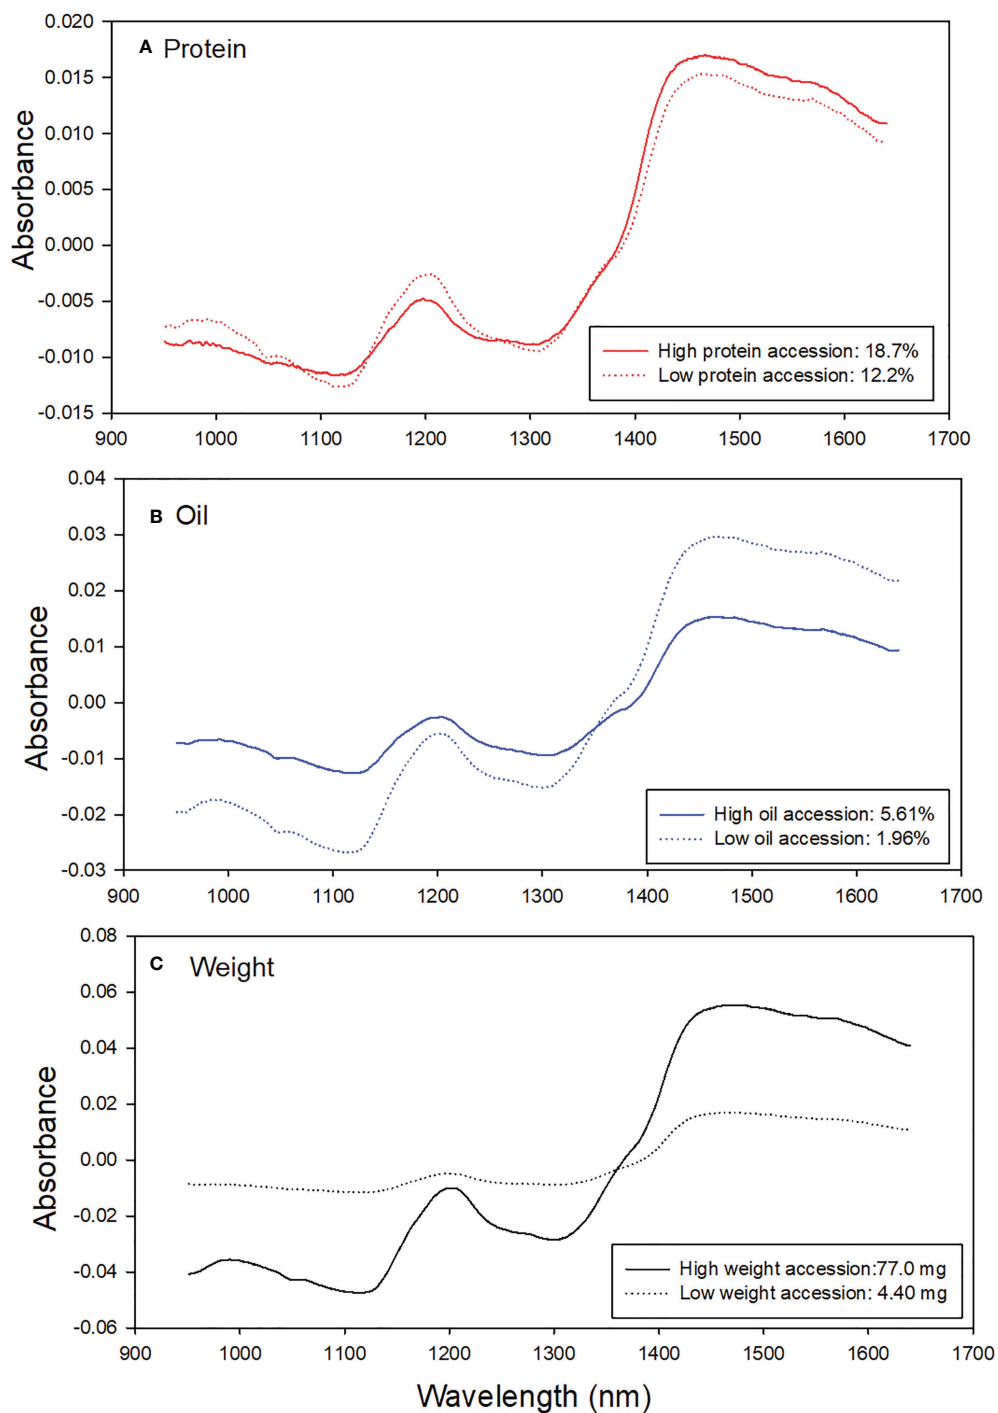 A Protein
Absorbance
0.020
0.015
0.010
0.005
0.000
-0.005
-0.010
-0.015
High protein accession: 18.7%
Low protein accession: 12.2%
900 1000 1100 1200 1300 1400 1500 1600 1700
B Oil
Absorbance
0.04
0.03
0.02
0.01
0.00
-0.01
-0.02
-0.03
High oil accession: 5.61%
Low oil accession: 1.96%
900 1000 1100 1200 1300 1400 1500 1600 1700
C Weight
Absorbance
0.08
0.06
0.04
0.02
0.00
-0.02
-0.04
-0.06
High weight accession:77.0 mg
Low weight accession: 4.40 mg
900 1000 1100 1200 1300 1400 1500 1600 1700
Wavelength (nm)